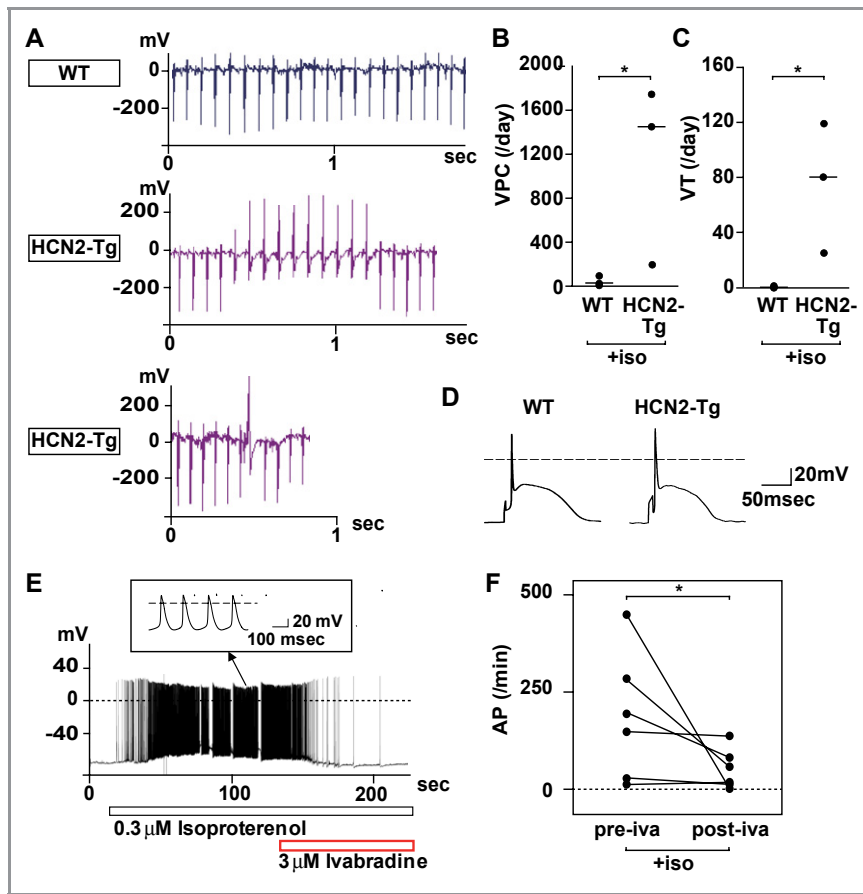 A
mV
WT
0
-200
0
1
sec
mV
200
HCN2-Tg
0
-200
0
1
sec
mV
200
HCN2-Tg
0
-200
0
1
sec
B
2000
1600
1200
800
400
0
VPC (/day)
*
WT
HCN2-
Tg
+iso
C
160
120
80
40
0
VT (/day)
*
WT
HCN2-
Tg
+iso
D
WT
HCN2-Tg
20mV
50msec
E
20 mV
100 msec
mV
40
0
-40
0
100
200
sec
0.3 μM Isoproterenol
3 μM Ivabradine
F
500
250
0
AP (/min)
*
pre-iva
post-iva
+iso